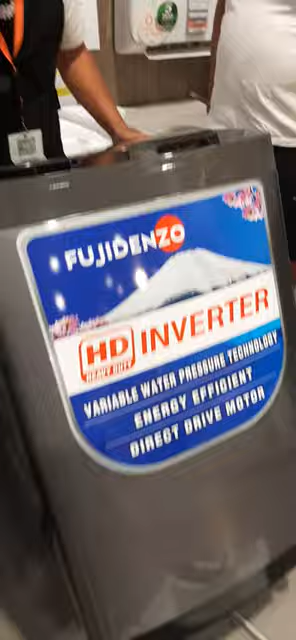 FUJIDENZO
HD INVERTER
HEAVY DUTY
VARIABLE WATER PRESSURE TECHNOLOGY
ENERGY EFFICIENT
DIRECT DRIVE MOTOR